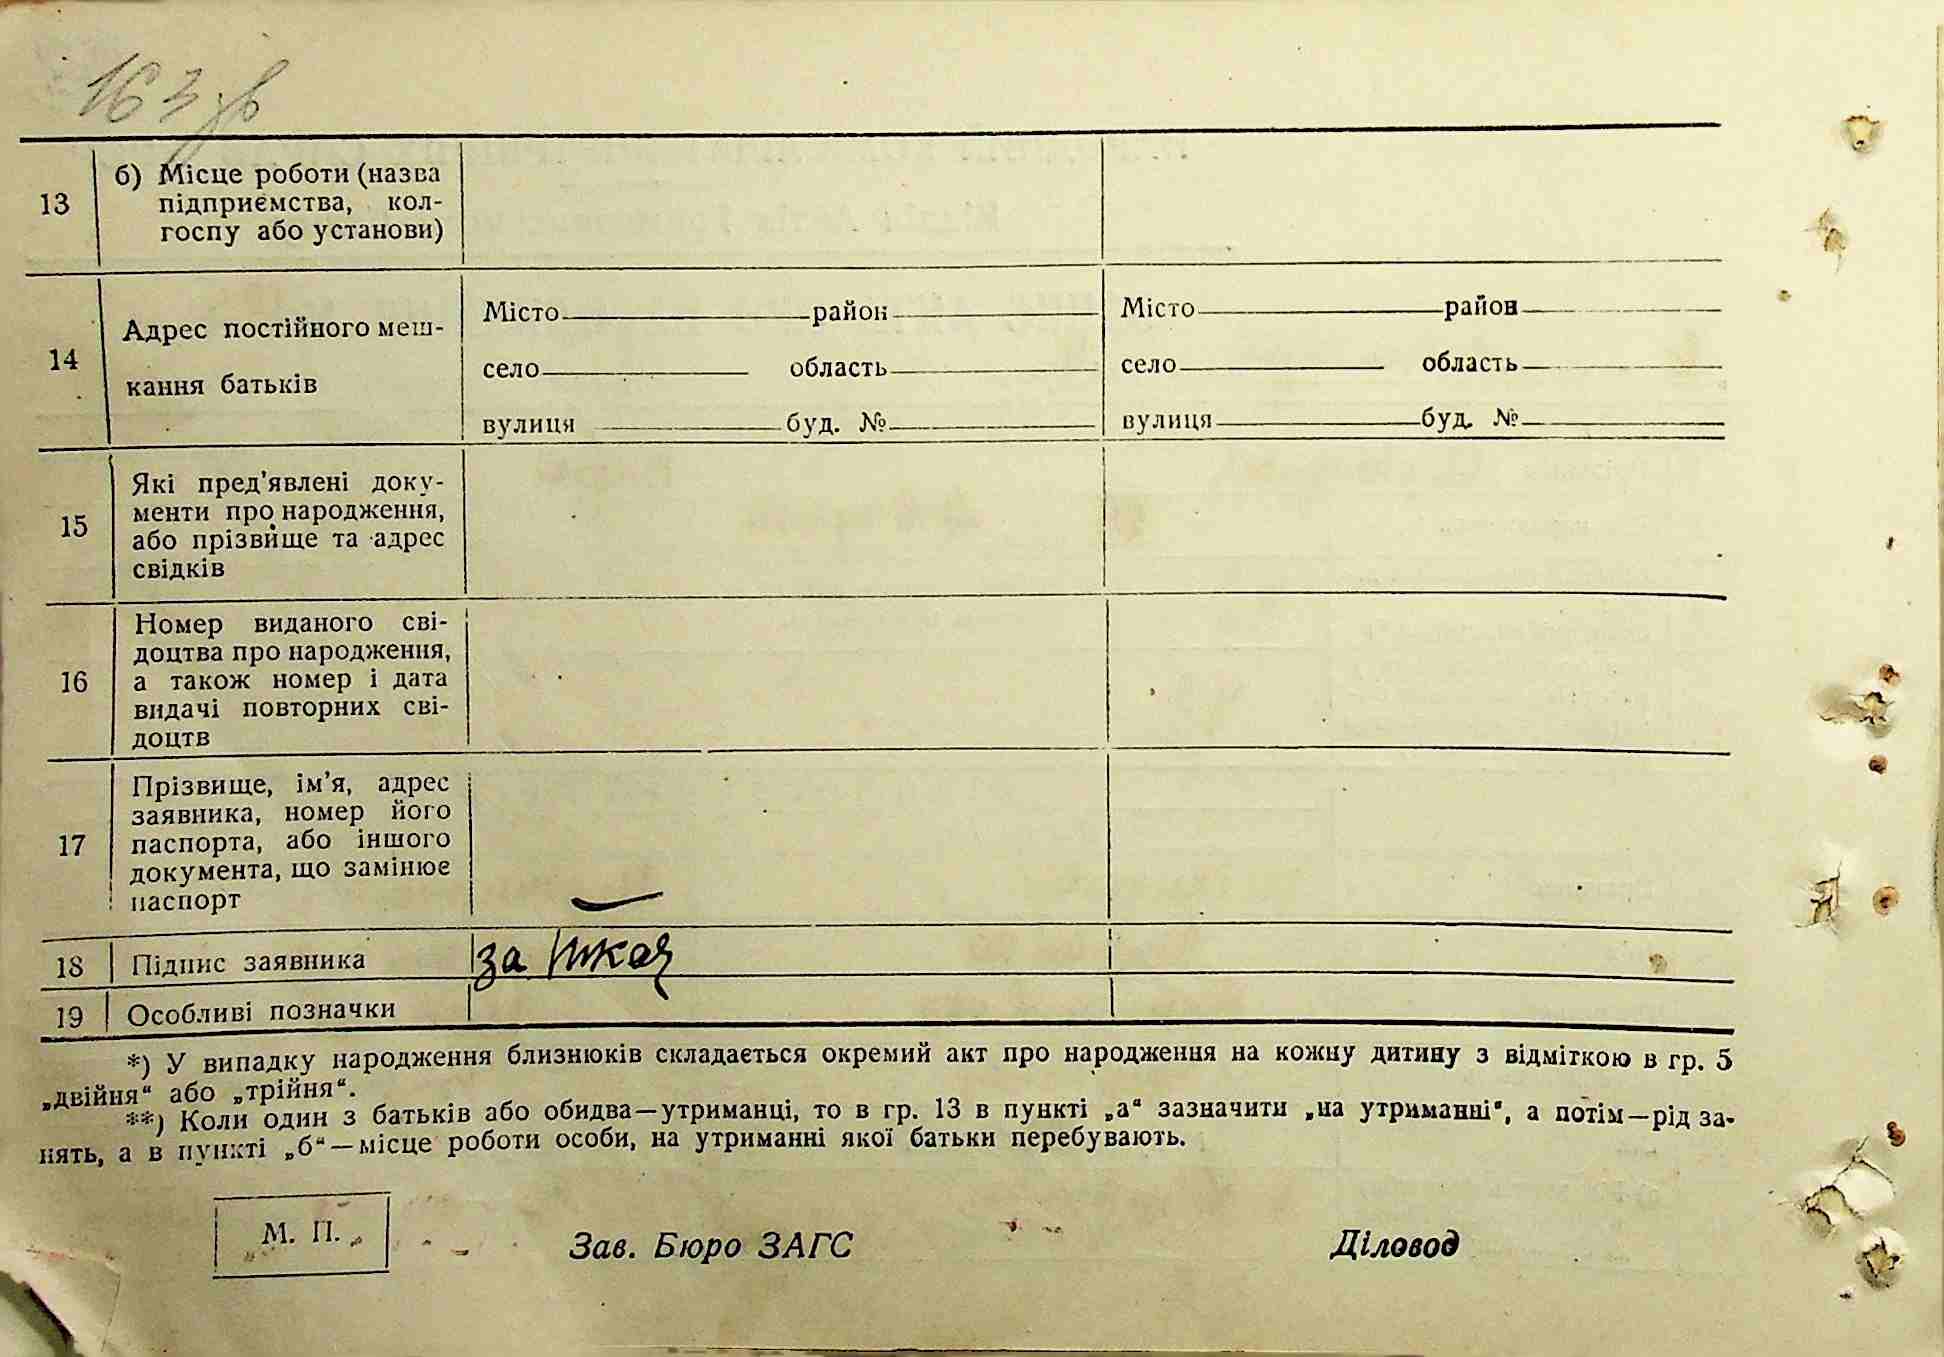 163 зв
13
б) Місце роботи (назва
підприємства, кол-
госпу або установи)
14
Адрес постійного меш-
кання батьків
Місто район
село область
вулиця буд. №
Місто район
село область
вулиця буд. №
15
Які пред’явлені доку-
менти про народження,
або прізвище та адрес
свідків
16
Номер виданого сві-
доцтва про народження,
а також номер і дата
видачі повторних сві-
доцтв
17
Прізвище, ім’я, адрес
заявника, номер його
паспорта, або іншого
документа, що замінює
паспорт
18 Підпис заявника за
19 Особливі позначки
*) У випадку народження близнюків складається окремий акт про народження на кожну дитину з відміткою в гр. 5
„двійня“ або „трійня“.
**) Коли один з батьків або обидва—утриманці, то в гр. 13 в пункті „а“ зазначити „на утриманні“, а потім—рід за-
нять, а в пункті „б“—місце роботи особи, на утриманні якої батьки перебувають.
М. П.
Зав. Бюро ЗАГС
Діловод